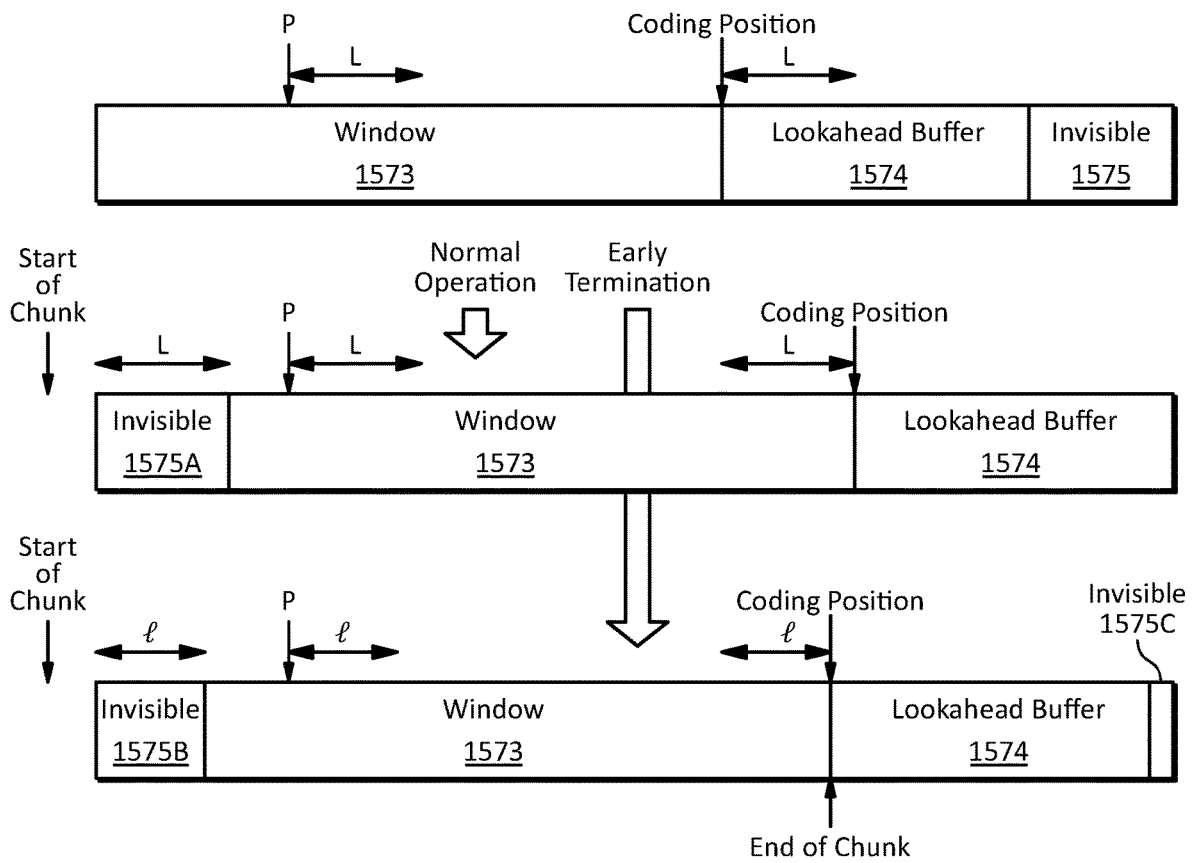 P
Coding Position
L
L
Window
Lookahead Buffer
Invisible
1573
1574
1575
Start
of
Chunk
Normal
Operation
Early
Termination
P
Coding Position
L
L
L
Invisible
Window
Lookahead Buffer
1575A
1573
1574
Start
of
Chunk
P
Coding Position
Invisible
1575C
ℓ
ℓ
ℓ
Invisible
Window
Lookahead Buffer
1575B
1573
1574
End of Chunk